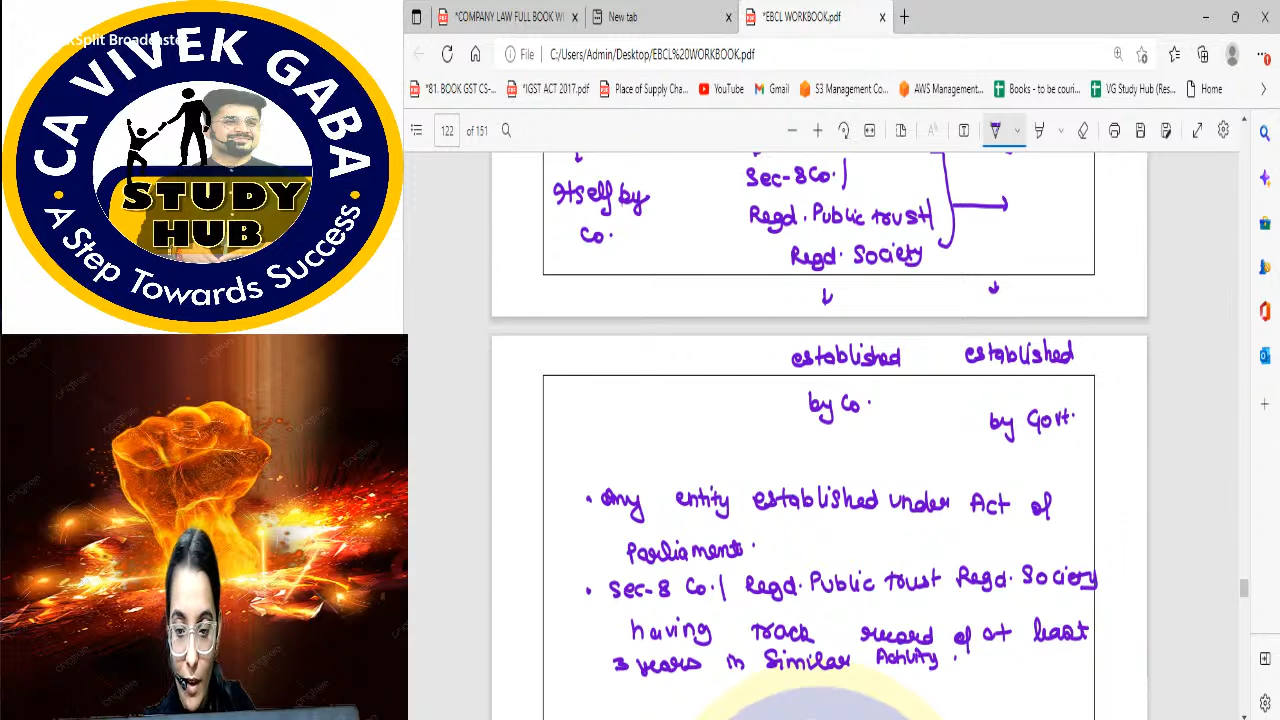 CA VIVEK GABA
STUDY
HUB
A Step Towards Success
Split Broadcaster
*COMPANY LAW FULL BOOK
New tab
*EBCL WORKBOOK.pdf
File
C:/Users/Admin/Desktop/EBCL%20WORKBOOK.pdf
*81. BOOK GST CS-...
*IGST ACT 2017.pdf
Place of Supply Cha...
YouTube
Gmail
S3 Management Co...
AWS Management...
Books - to be couri...
VG Study Hub (Res...
Home
122
of 151
Itself by
Co.
Sec-8 Co. /
Regd. Public trust/
Regd. Society
established
by Co.
established
by Govt.
• Any entity established under Act of
Parliament.
• Sec-8 Co. / Regd. Public trust Regd. Society
having track record of at least
3 years in Similar Activity.